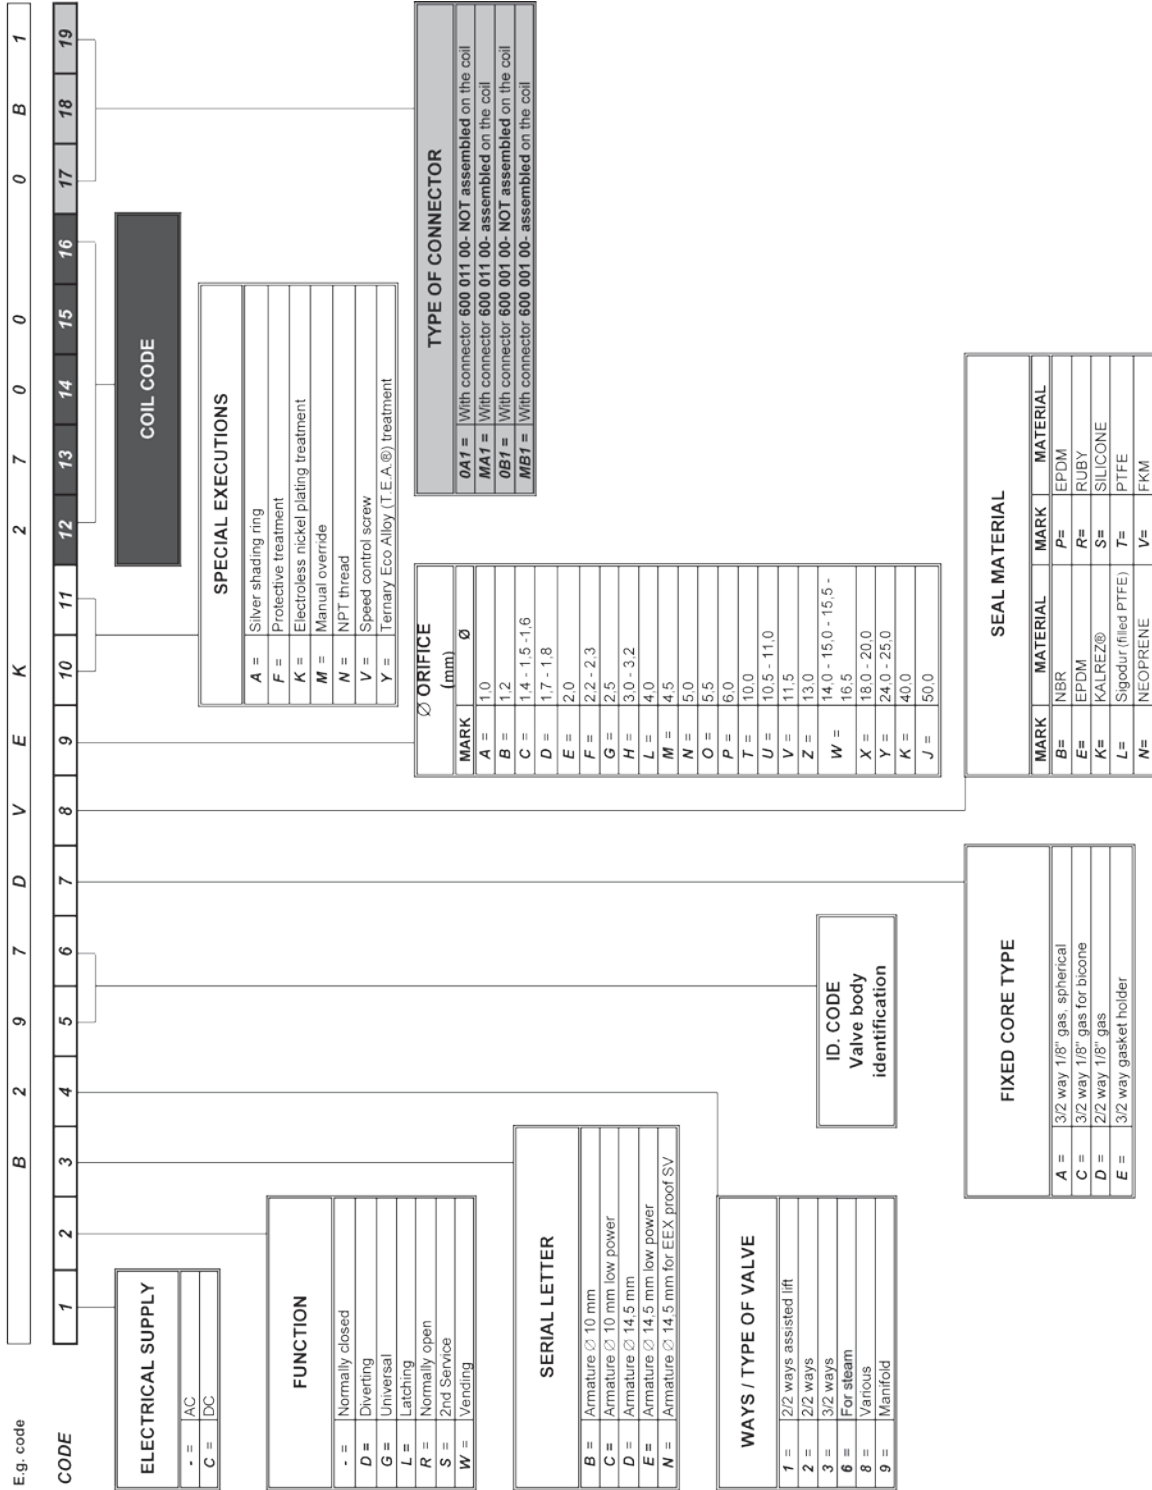 E.g. code B 2 9 7 D V E K 2 7 0 0 0 B 1
CODE 1 2 3 4 5 6 7 8 9 10 11 12 13 14 15 16 17 18 19
ELECTRICAL SUPPLY
- = AC
C = DC
FUNCTION
- = Normally closed
D = Diverting
G = Universal
L = Latching
R = Normally open
S = 2nd Service
W = Vending
SERIAL LETTER
B = Armature Ø 10 mm
C = Armature Ø 10 mm low power
D = Armature Ø 14,5 mm
E = Armature Ø 14,5 mm low power
N = Armature Ø 14,5 mm for EEX proof SV
WAYS / TYPE OF VALVE
1 = 2/2 ways assisted lift
2 = 2/2 ways
3 = 3/2 ways
6 = For steam
8 = Various
9 = Manifold
ID. CODE
Valve body
identification
FIXED CORE TYPE
A = 3/2 way 1/8" gas, spherical
C = 3/2 way 1/8" gas for bicone
D = 2/2 way 1/8" gas
E = 3/2 way gasket holder
SEAL MATERIAL
MARK MATERIAL MARK MATERIAL
B= NBR P= EPDM
E= EPDM R= RUBY
K= KALREZ® S= SILICONE
L= Sigodur (filled PTFE) T= PTFE
N= NEOPRENE V= FKM
Ø ORIFICE
(mm)
MARK Ø
A = 1,0
B = 1,2
C = 1,4 - 1,5 -1,6
D = 1,7 - 1,8
E = 2,0
F = 2,2 - 2,3
G = 2,5
H = 3,0 - 3,2
L = 4,0
M = 4,5
N = 5,0
O = 5,5
P = 6,0
T = 10,0
U = 10,5 - 11,0
V = 11,5
Z = 13,0
W = 14,0 - 15,0 - 15,5 -
16,5
X = 18,0 - 20,0
Y = 24,0 - 25,0
K = 40,0
J = 50,0
SPECIAL EXECUTIONS
A = Silver shading ring
F = Protective treatment
K = Electroless nickel plating treatment
M = Manual override
N = NPT thread
V = Speed control screw
Y = Ternary Eco Alloy (T.E.A.®) treatment
COIL CODE
TYPE OF CONNECTOR
0A1 = With connector 600 011 00- NOT assembled on the coil
MA1 = With connector 600 011 00- assembled on the coil
0B1 = With connector 600 001 00- NOT assembled on the coil
MB1 = With connector 600 001 00- assembled on the coil